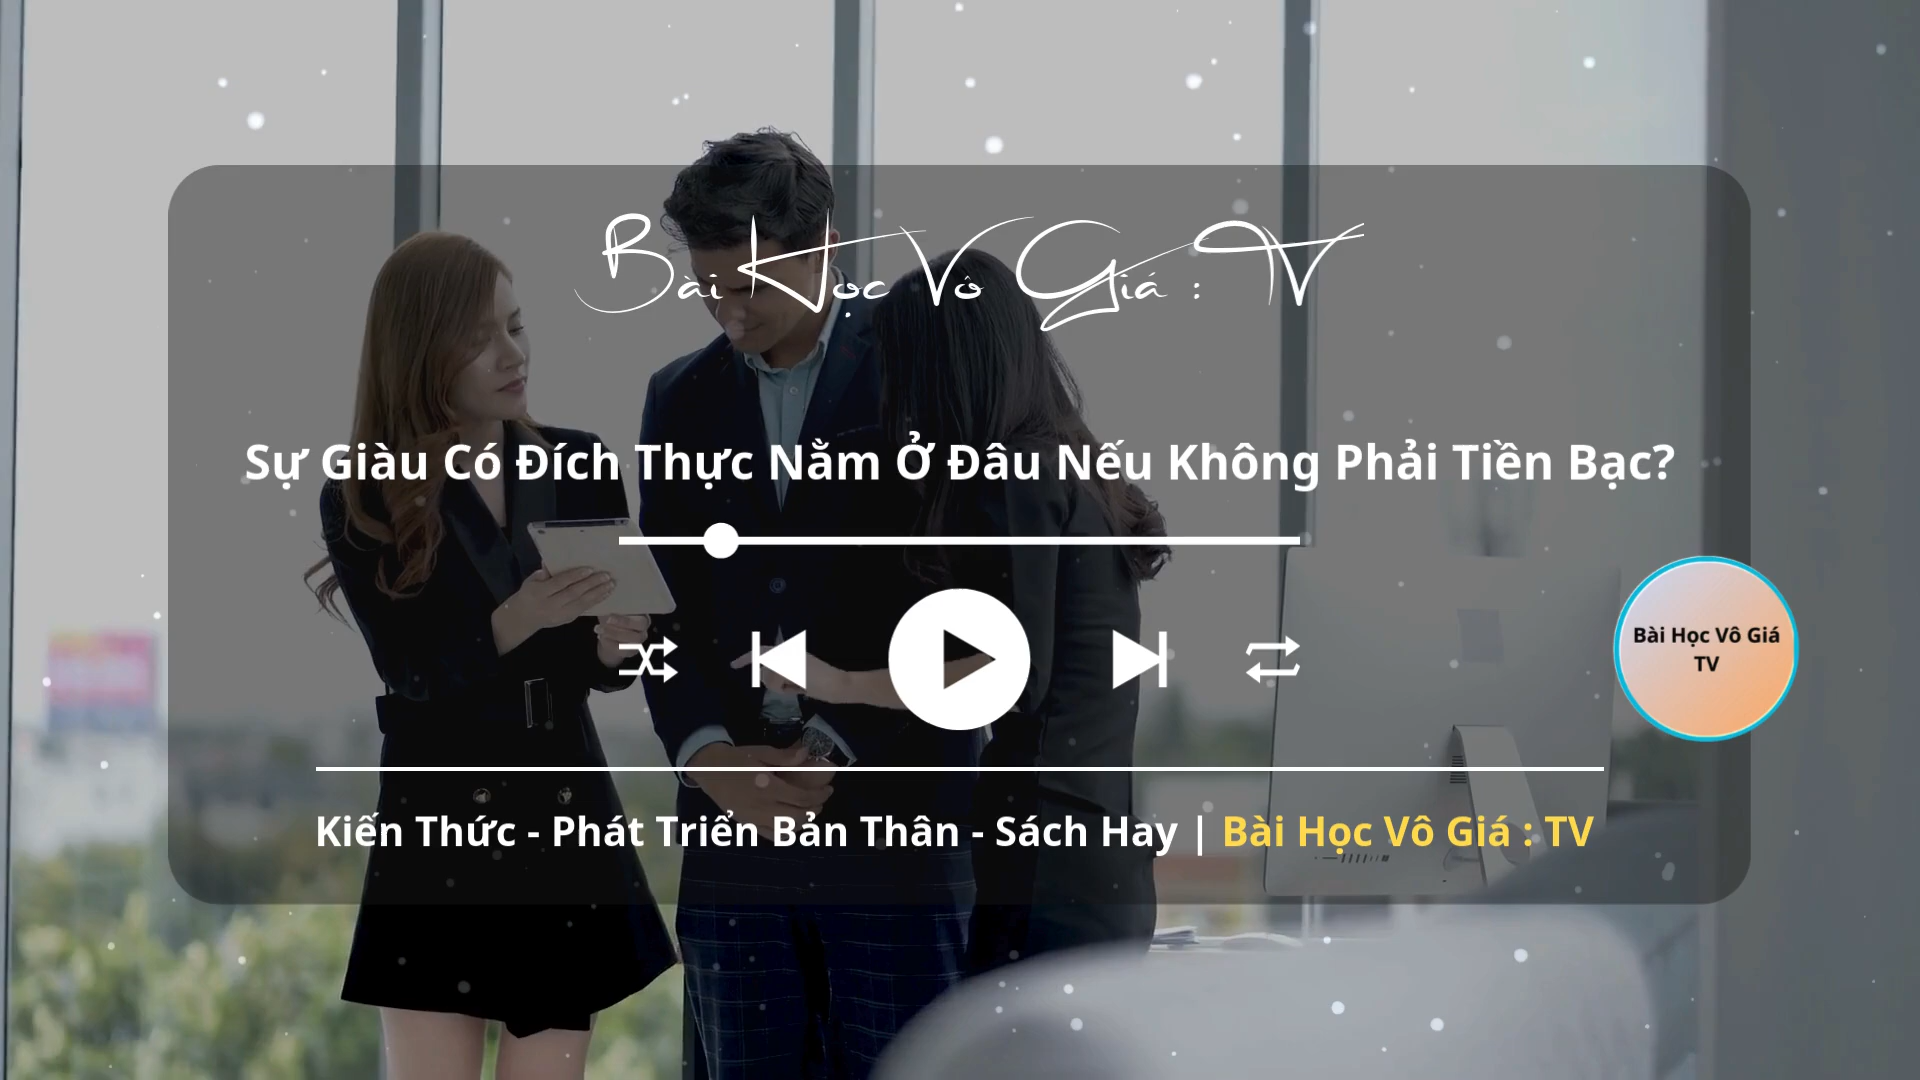 Bài Học Vô Giá : TV
Sự Giàu Có Đích Thực Nằm Ở Đâu Nếu Không Phải Tiền Bạc?
Bài Học Vô Giá
TV
Kiến Thức - Phát Triển Bản Thân - Sách Hay | Bài Học Vô Giá : TV